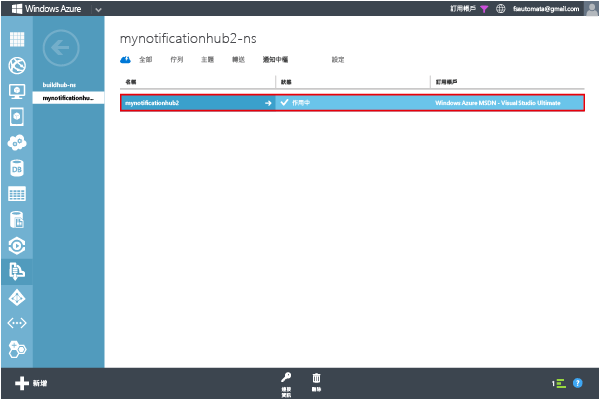 Windows Azure
訂用帳戶
fsautomata@gmail.com
buildhub-ns
mynotificationhu...
mynotificationhub2-ns
全部 佇列 主題 轉送 通知中樞 設定
名稱 狀態 訂用帳戶
mynotificationhub2 作用中 Windows Azure MSDN - Visual Studio Ultimate
DB
新增
連接
資訊
刪除
1
?